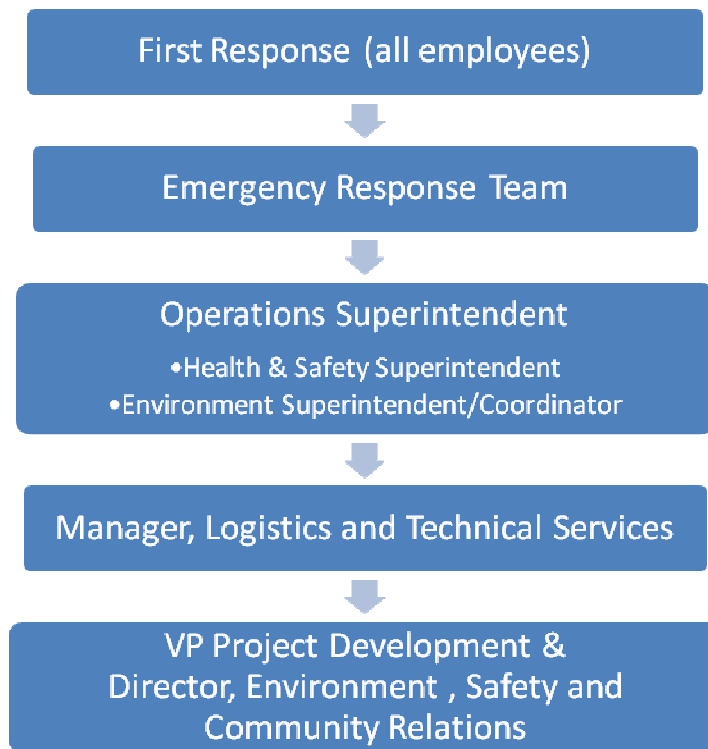 First Response (all employees)
Emergency Response Team
Operations Superintendent
•Health & Safety Superintendent
•Environment Superintendent/Coordinator
Manager, Logistics and Technical Services
VP Project Development &
Director, Environment , Safety and
Community Relations